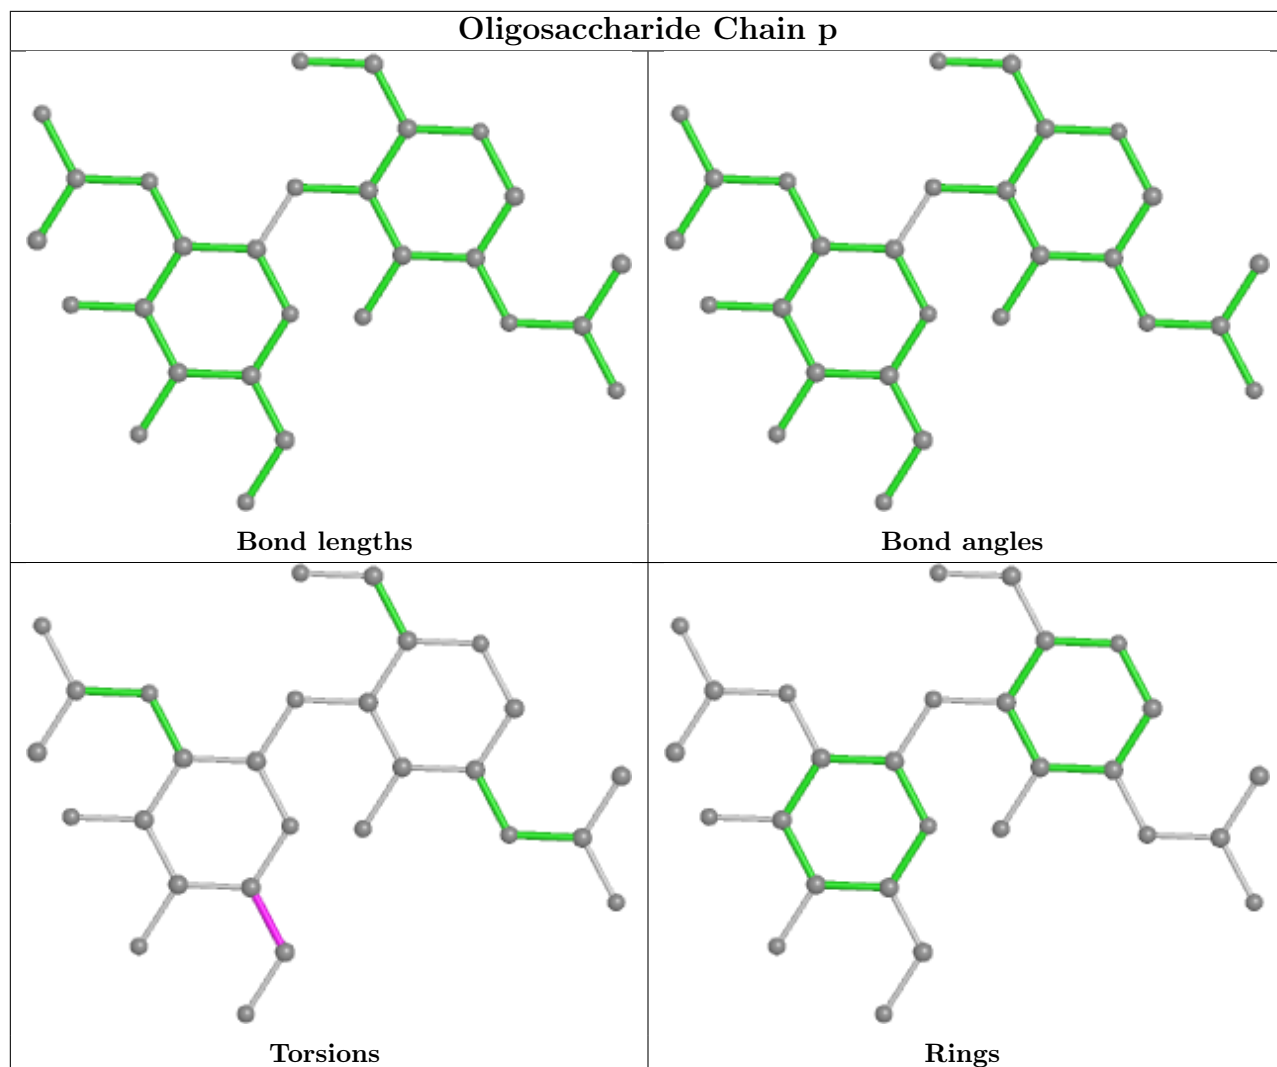 Oligosaccharide Chain p
Bond lengths
Bond angles
Torsions
Rings